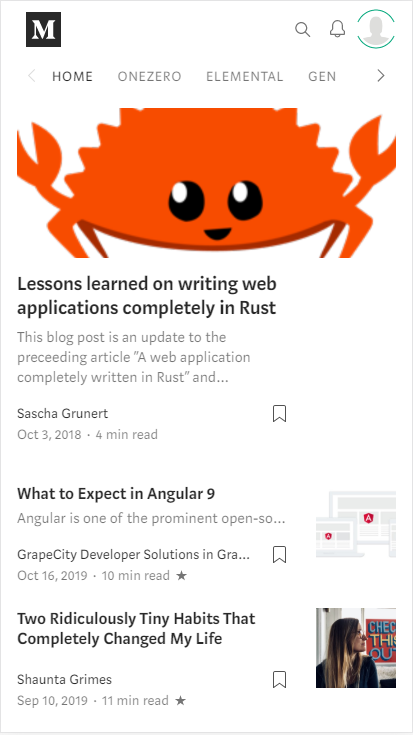 M
HOME ONEZERO ELEMENTAL GEN
Lessons learned on writing web
applications completely in Rust
This blog post is an update to the
preceeding article "A web application
completely written in Rust" and...
Sascha Grunert
Oct 3, 2018 · 4 min read
What to Expect in Angular 9
Angular is one of the prominent open-so...
GrapeCity Developer Solutions in Gra...
Oct 16, 2019 · 10 min read ★
Two Ridiculously Tiny Habits That
Completely Changed My Life
CHECK
THIS
OUT
Shaunta Grimes
Sep 10, 2019 · 11 min read ★